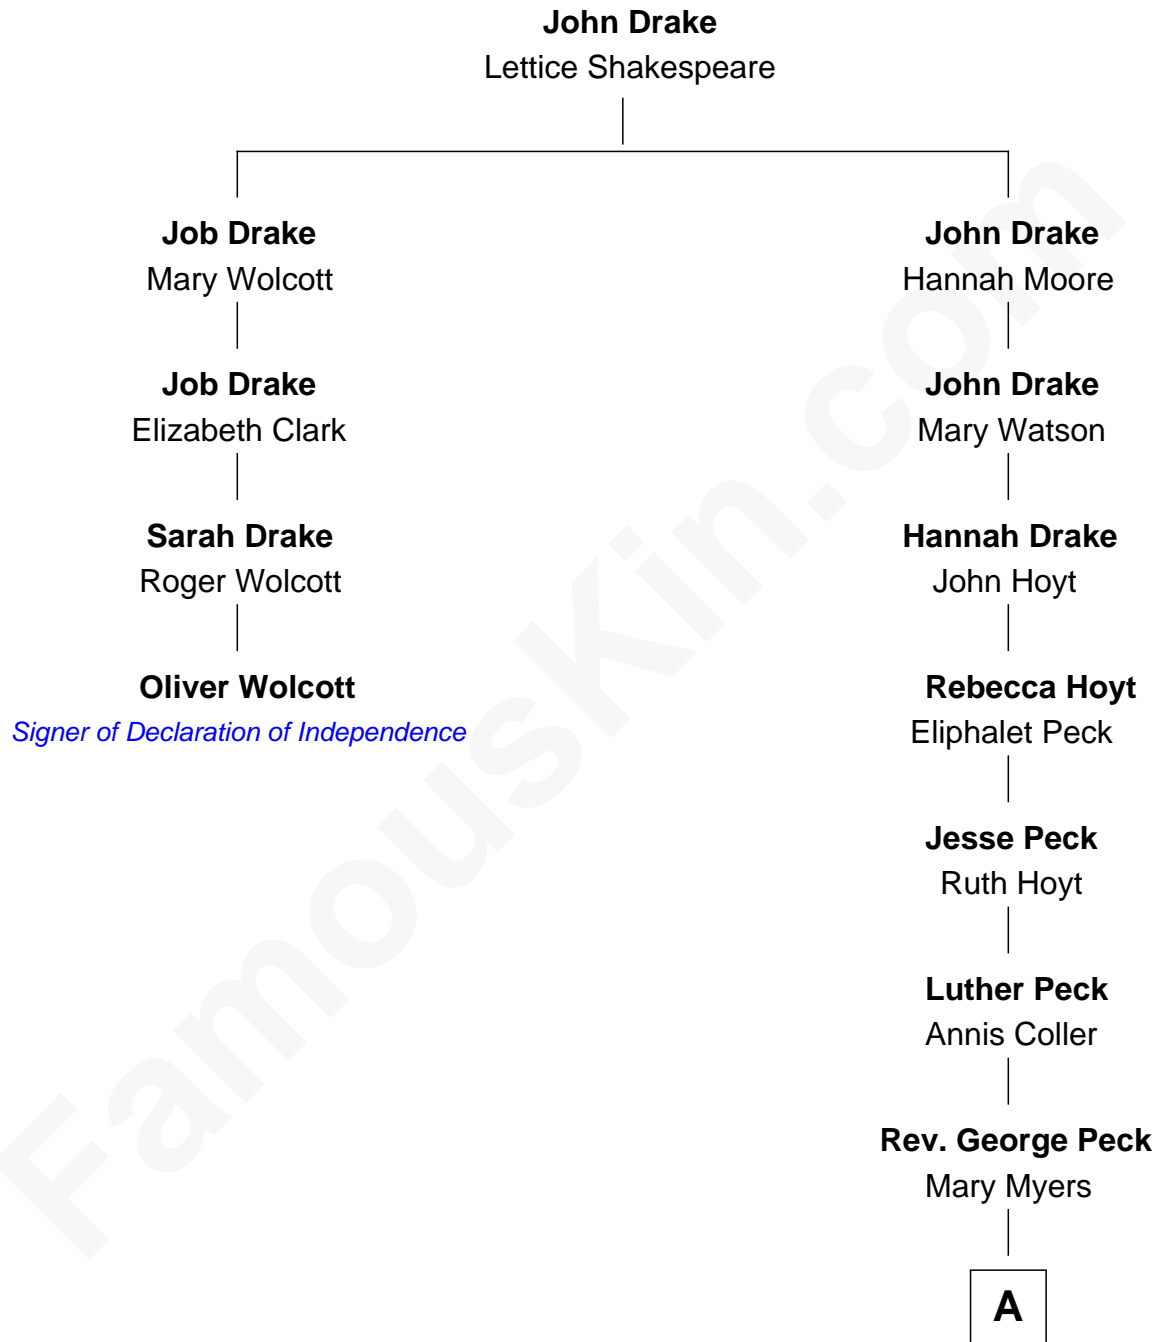 John Drake
Lettice Shakespeare
Job Drake
Mary Wolcott
Job Drake
Elizabeth Clark
Sarah Drake
Roger Wolcott
Oliver Wolcott
Signer of Declaration of Independence
John Drake
Hannah Moore
John Drake
Mary Watson
Hannah Drake
John Hoyt
Rebecca Hoyt
Eliphalet Peck
Jesse Peck
Ruth Hoyt
Luther Peck
Annis Coller
Rev. George Peck
Mary Myers
A
FamousKin.com